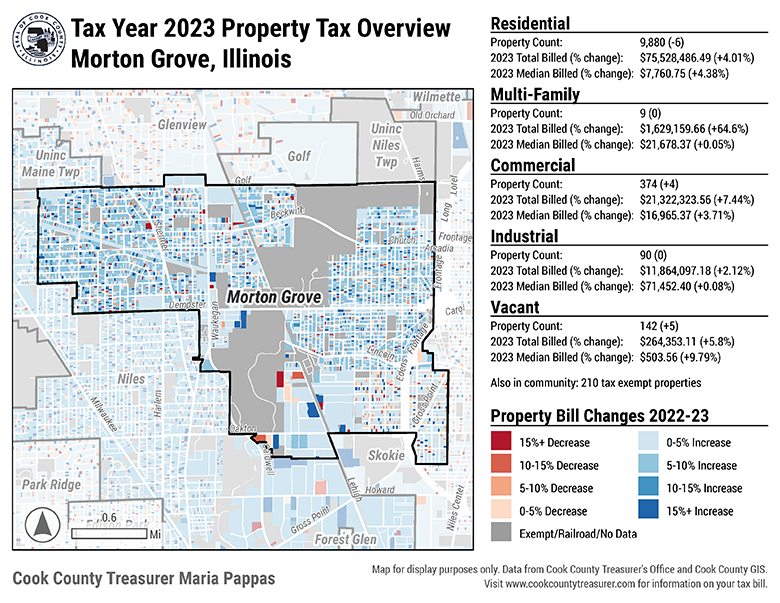 Tax Year 2023 Property Tax Overview
Morton Grove, Illinois
Residential
Property Count: 9,880 (-6)
2023 Total Billed (% change): $75,528,486.49 (+4.01%)
2023 Median Billed (% change): $7,760.75 (+4.38%)
Multi-Family
Property Count: 9 (0)
2023 Total Billed (% change): $1,629,159.66 (+64.6%)
2023 Median Billed (% change): $21,678.37 (+0.05%)
Commercial
Property Count: 374 (+4)
2023 Total Billed (% change): $21,322,323.56 (+7.44%)
2023 Median Billed (% change): $16,965.37 (+3.71%)
Industrial
Property Count: 90 (0)
2023 Total Billed (% change): $11,864,097.18 (+2.12%)
2023 Median Billed (% change): $71,452.40 (+0.08%)
Vacant
Property Count: 142 (+5)
2023 Total Billed (% change): $264,353.11 (+5.8%)
2023 Median Billed (% change): $503.56 (+9.79%)
Also in community: 210 tax exempt properties
Property Bill Changes 2022-23
15%+ Decrease
10-15% Decrease
5-10% Decrease
0-5% Decrease
Exempt/Railroad/No Data
0-5% Increase
5-10% Increase
10-15% Increase
15%+ Increase
Wilmette
Old Orchard
Glenview
Uninc
Niles
Twp
Golf
Uninc
Maine Twp
Harms
Golf
Long
Lorel
Beckwith
Shermer
Church
Frontage
Arcadia
Frontage
Morton Grove
Dempster
Waukegan
Carol
Lincoln
Edens
Frontage
Niles
Harlem
Milwaukee
Gross Point
Oakton
Caldwell
Skokie
Park Ridge
Lehigh
Howard
Niles Center
Gross Point
Forest Glen
0.6
Mi
Cook County Treasurer Maria Pappas
Map for display purposes only. Data from Cook County Treasurer's Office and Cook County GIS.
Visit www.cookcountytreasurer.com for information on your tax bill.